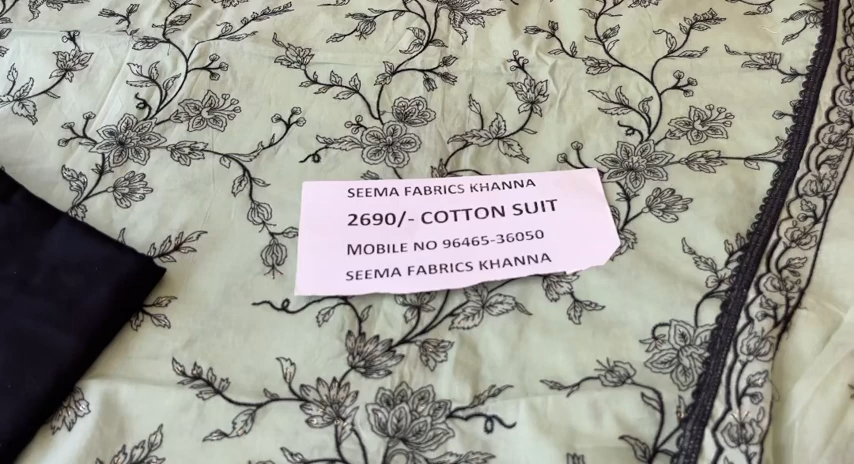 SEEMA FABRICS KHANNA
2690/- COTTON SUIT
MOBILE NO 96465-36050
SEEMA FABRICS KHANNA